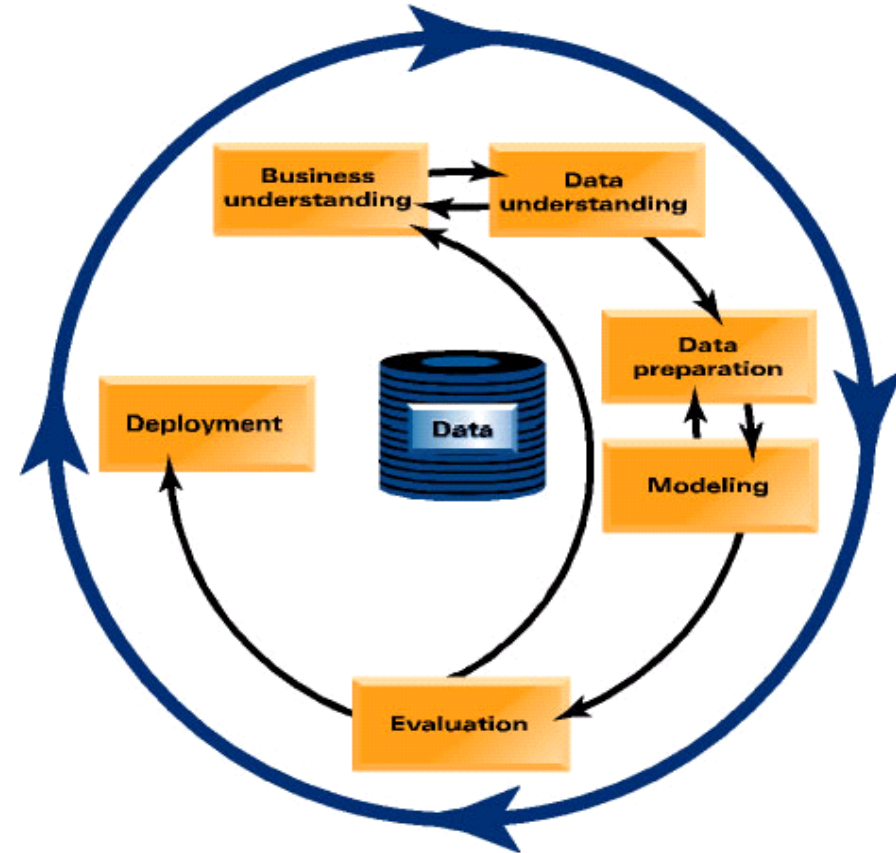 Business
understanding
Data
understanding
Data
preparation
Deployment
Data
Modeling
Evaluation